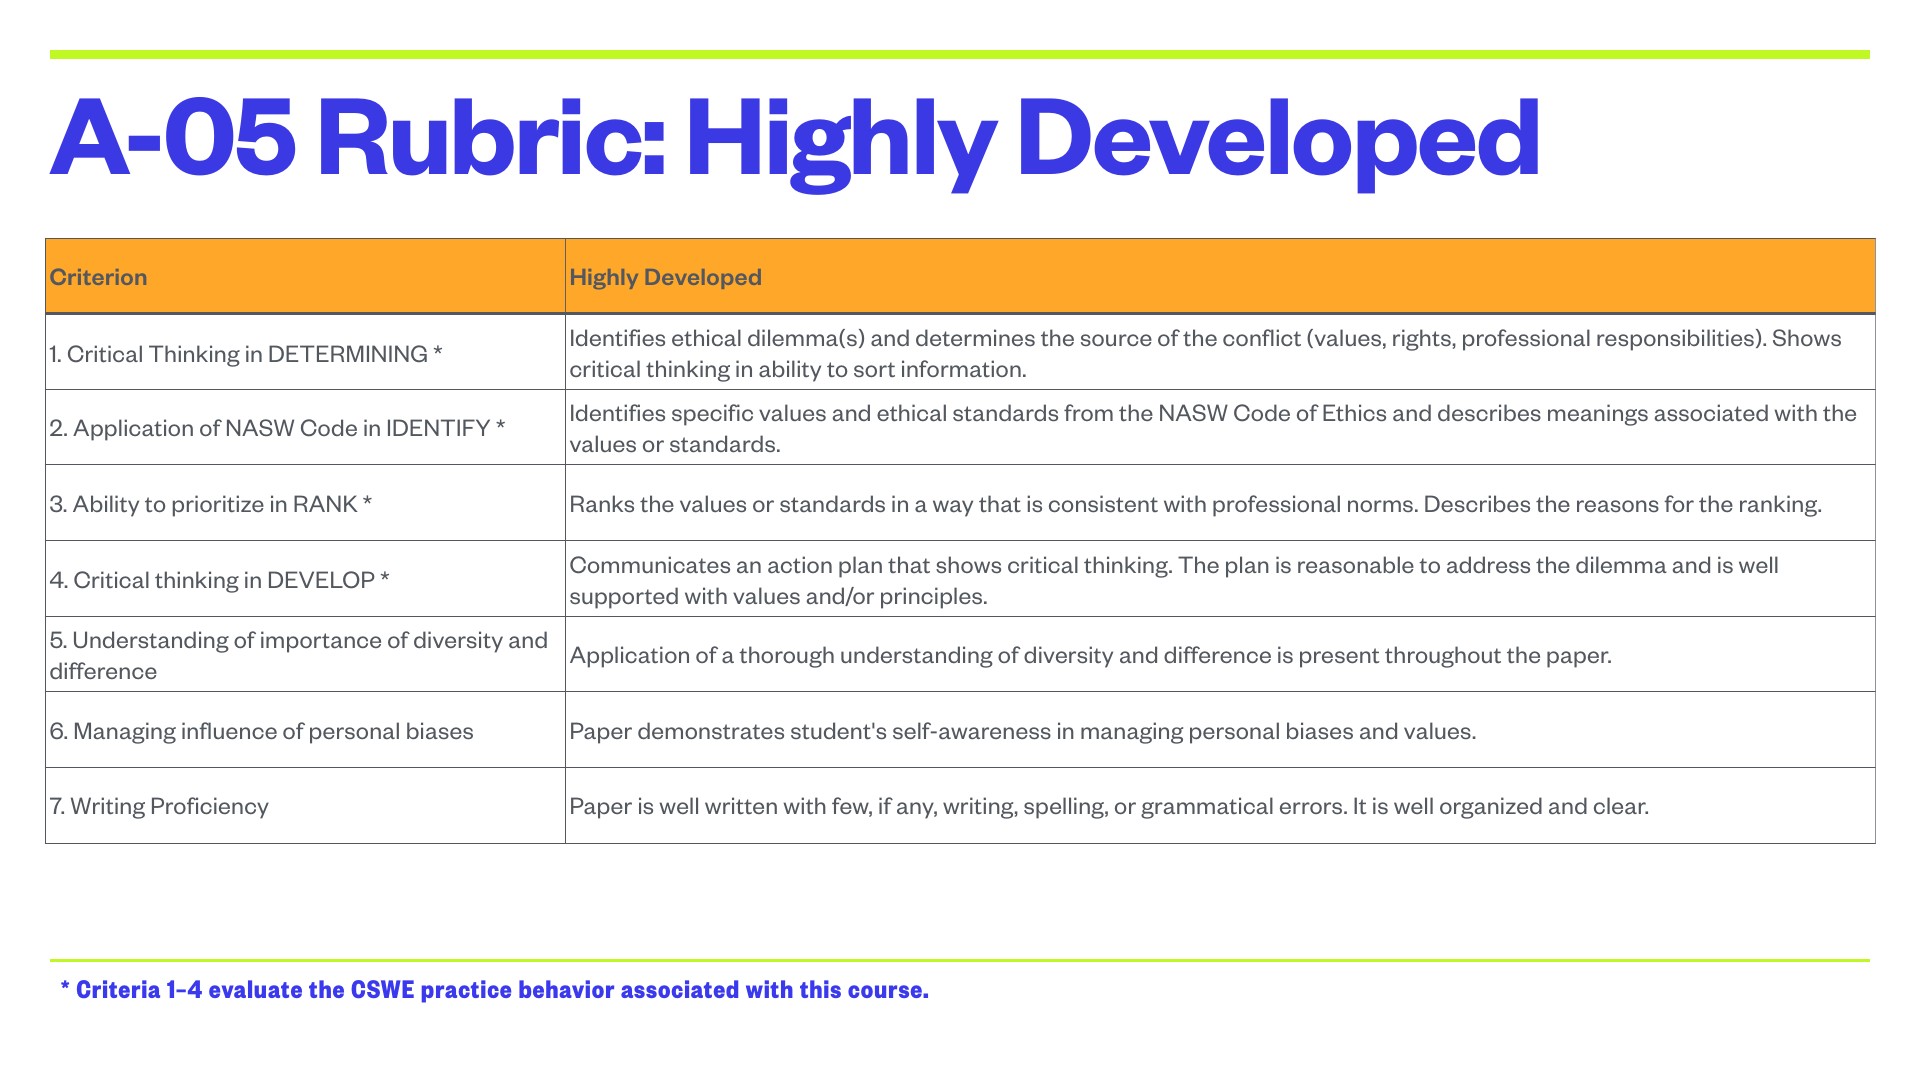 A-05 Rubric: Highly Developed
Criterion
Highly Developed
1. Critical Thinking in DETERMINING *
Identifies ethical dilemma(s) and determines the source of the conflict (values, rights, professional responsibilities). Shows
critical thinking in ability to sort information.
2. Application of NASW Code in IDENTIFY *
Identifies specific values and ethical standards from the NASW Code of Ethics and describes meanings associated with the
values or standards.
3. Ability to prioritize in RANK *
Ranks the values or standards in a way that is consistent with professional norms. Describes the reasons for the ranking.
4. Critical thinking in DEVELOP *
Communicates an action plan that shows critical thinking. The plan is reasonable to address the dilemma and is well
supported with values and/or principles.
5. Understanding of importance of diversity and
difference
Application of a thorough understanding of diversity and difference is present throughout the paper.
6. Managing influence of personal biases
Paper demonstrates student's self-awareness in managing personal biases and values.
7. Writing Proficiency
Paper is well written with few, if any, writing, spelling, or grammatical errors. It is well organized and clear.
* Criteria 1–4 evaluate the CSWE practice behavior associated with this course.